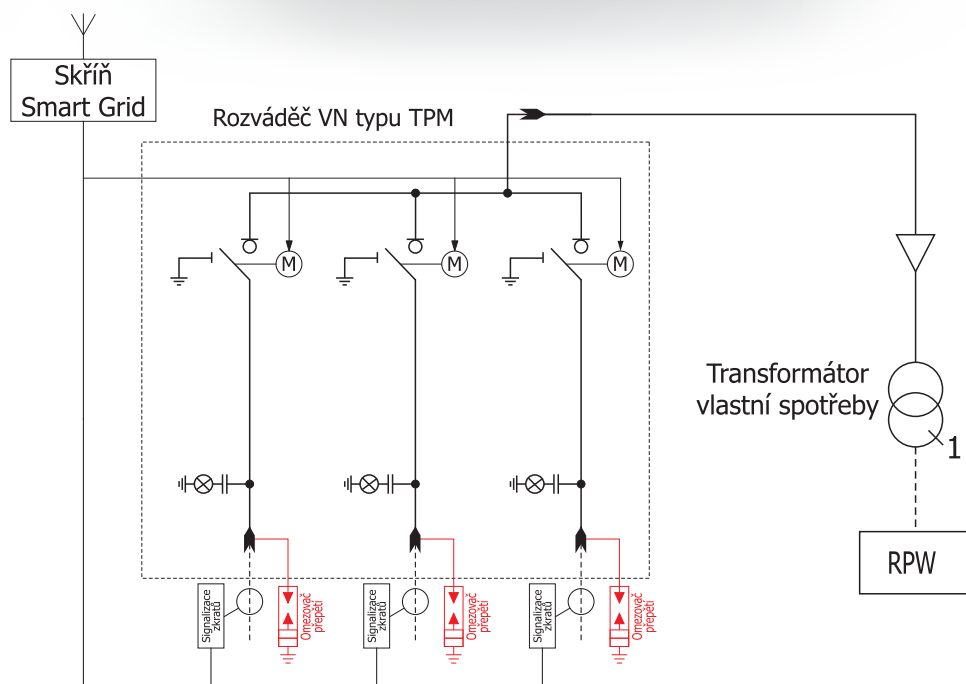 Skříň
Smart Grid
Rozváděč VN typu TPM
M
M
M
Transformátor
vlastní spotřeby
1
RPW
Signalizace
zkratů
Omezovač
přepětí
Signalizace
zkratů
Omezovač
přepětí
Signalizace
zkratů
Omezovač
přepětí